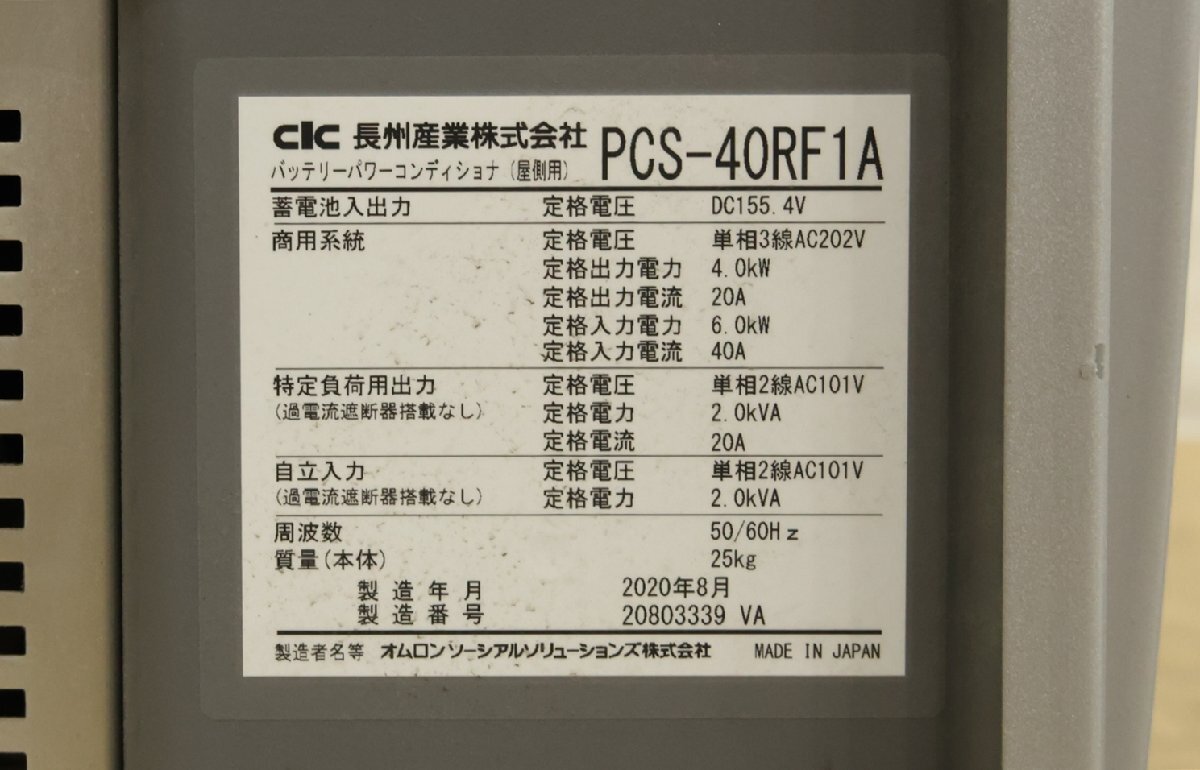 CIC 長州産業株式会社 PCS-40RF1A
バッテリーパワーコンディショナ(屋側用)
蓄電池入出力 定格電圧 DC155.4V
商用系統 定格電圧 単相3線AC202V
定格出力電力 4.0kW
定格出力電流 20A
定格入力電力 6.0kW
定格入力電流 40A
特定負荷用出力 定格電圧 単相2線AC101V
(過電流遮断器搭載なし) 定格電力 2.0kVA
定格電流 20A
自立入力 定格電圧 単相2線AC101V
(過電流遮断器搭載なし) 定格電力 2.0kVA
周波数 50/60Hz
質量(本体) 25kg
製造年月 2020年8月
製造番号 20803339 VA
製造者名等 オムロンソーシアルソリューションズ株式会社 MADE IN JAPAN